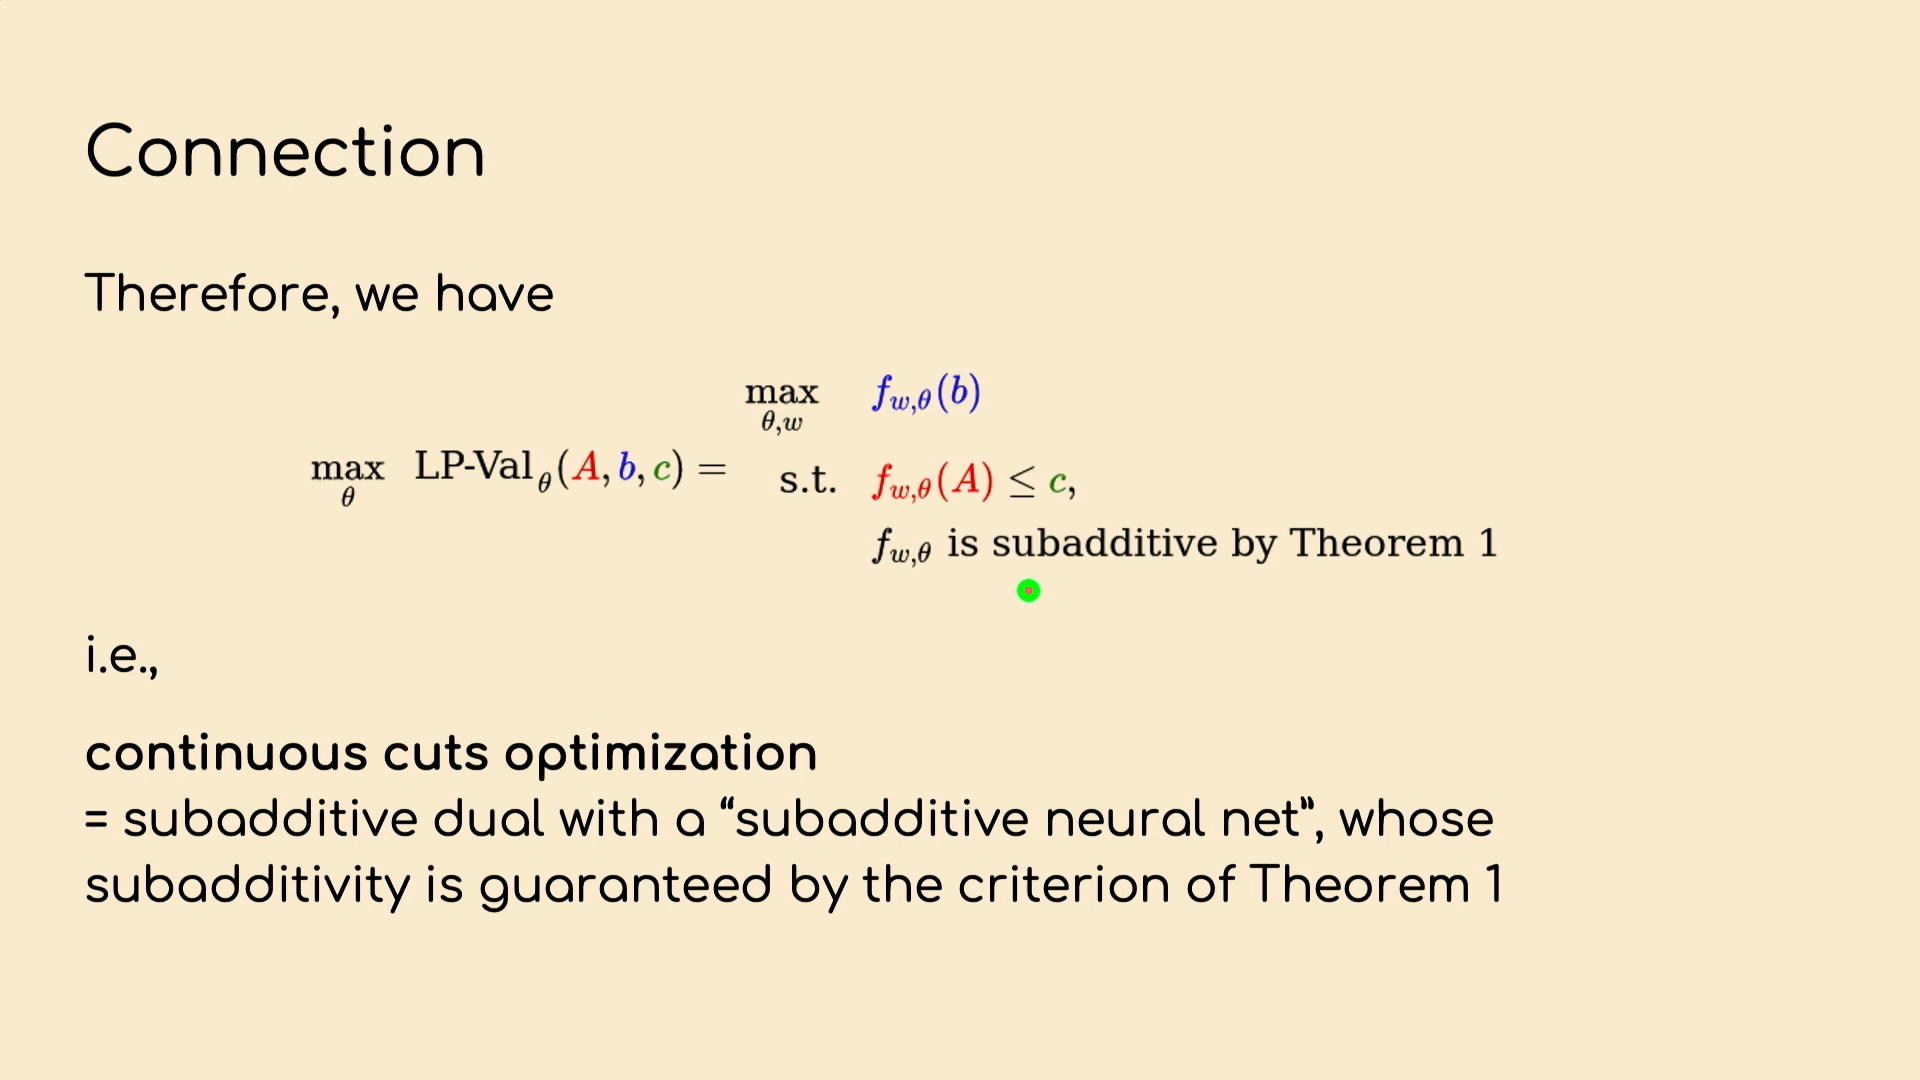 Connection
Therefore, we have
max θ LP-Val_θ(A, b, c) = max θ,w f_{w,θ}(b)
s.t. f_{w,θ}(A) ≤ c,
f_{w,θ} is subadditive by Theorem 1
i.e.,
continuous cuts optimization
= subadditive dual with a “subadditive neural net”, whose
subadditivity is guaranteed by the criterion of Theorem 1